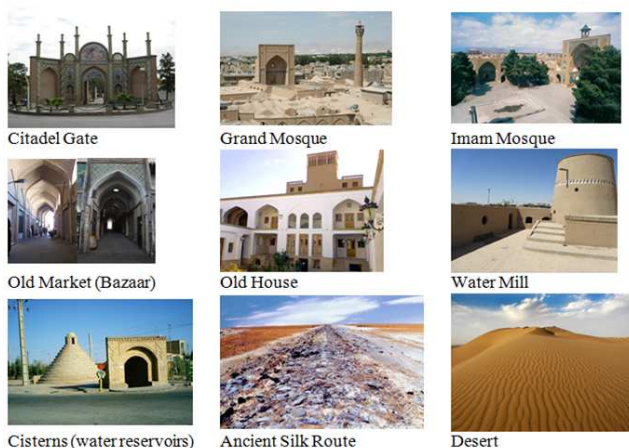 Citadel Gate
Grand Mosque
Imam Mosque
Old Market (Bazaar)
Old House
Water Mill
Cisterns (water reservoirs)
Ancient Silk Route
Desert